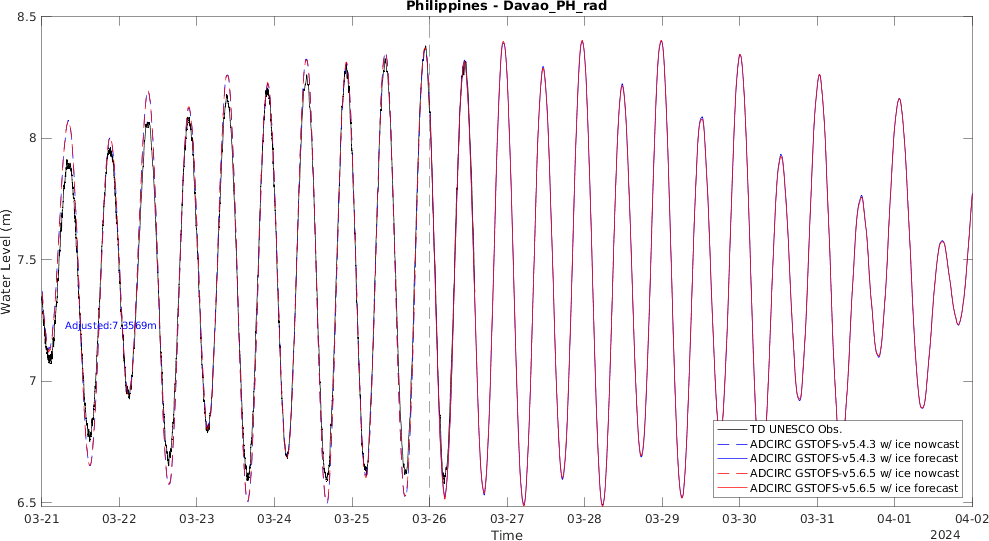 Philippines - Davao_PH_rad
Water Level (m)
8.5
8
7.5
7
6.5
Adjusted:7.3569m
TD UNESCO Obs.
ADCIRC GSTOFS-v5.4.3 w/ ice nowcast
ADCIRC GSTOFS-v5.4.3 w/ ice forecast
ADCIRC GSTOFS-v5.6.5 w/ ice nowcast
ADCIRC GSTOFS-v5.6.5 w/ ice forecast
03-21 03-22 03-23 03-24 03-25 03-26 03-27 03-28 03-29 03-30 03-31 04-01 04-02
Time
2024